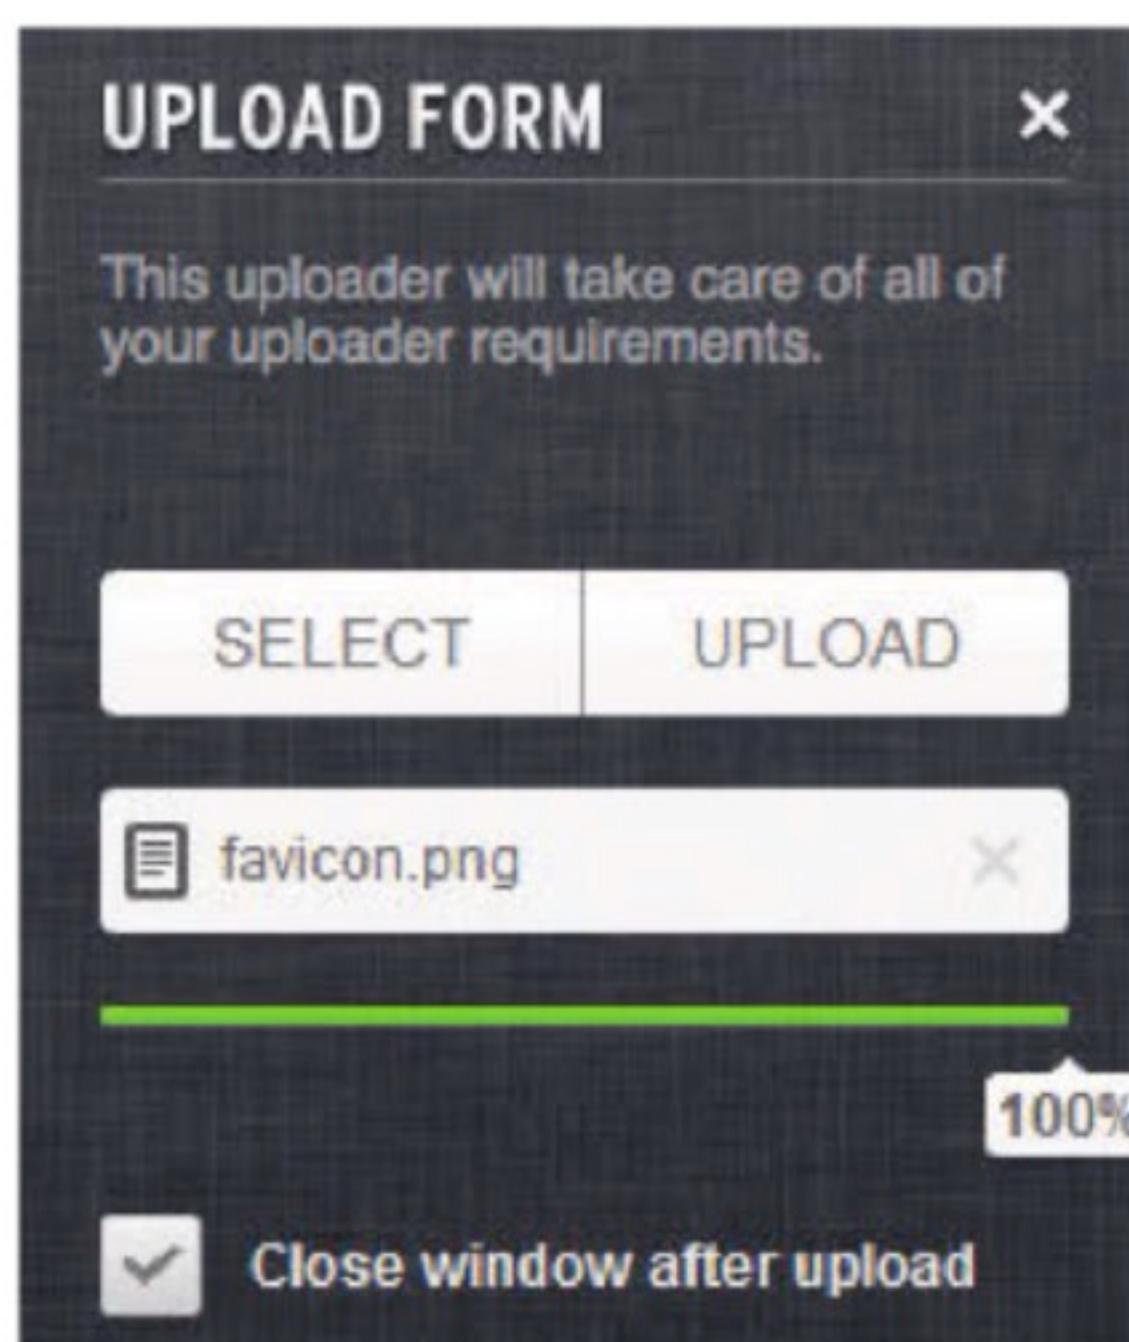 UPLOAD FORM
This uploader will take care of all of
your uploader requirements.
SELECT UPLOAD
favicon.png
100%
Close window after upload